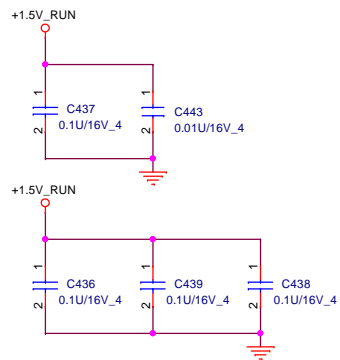 +1.5V_RUN
1 1
C437 C443
0.1U/16V_4 0.01U/16V_4
2 2
+1.5V_RUN
1 1 1
C436 C439 C438
0.1U/16V_4 0.1U/16V_4 0.1U/16V_4
2 2 2